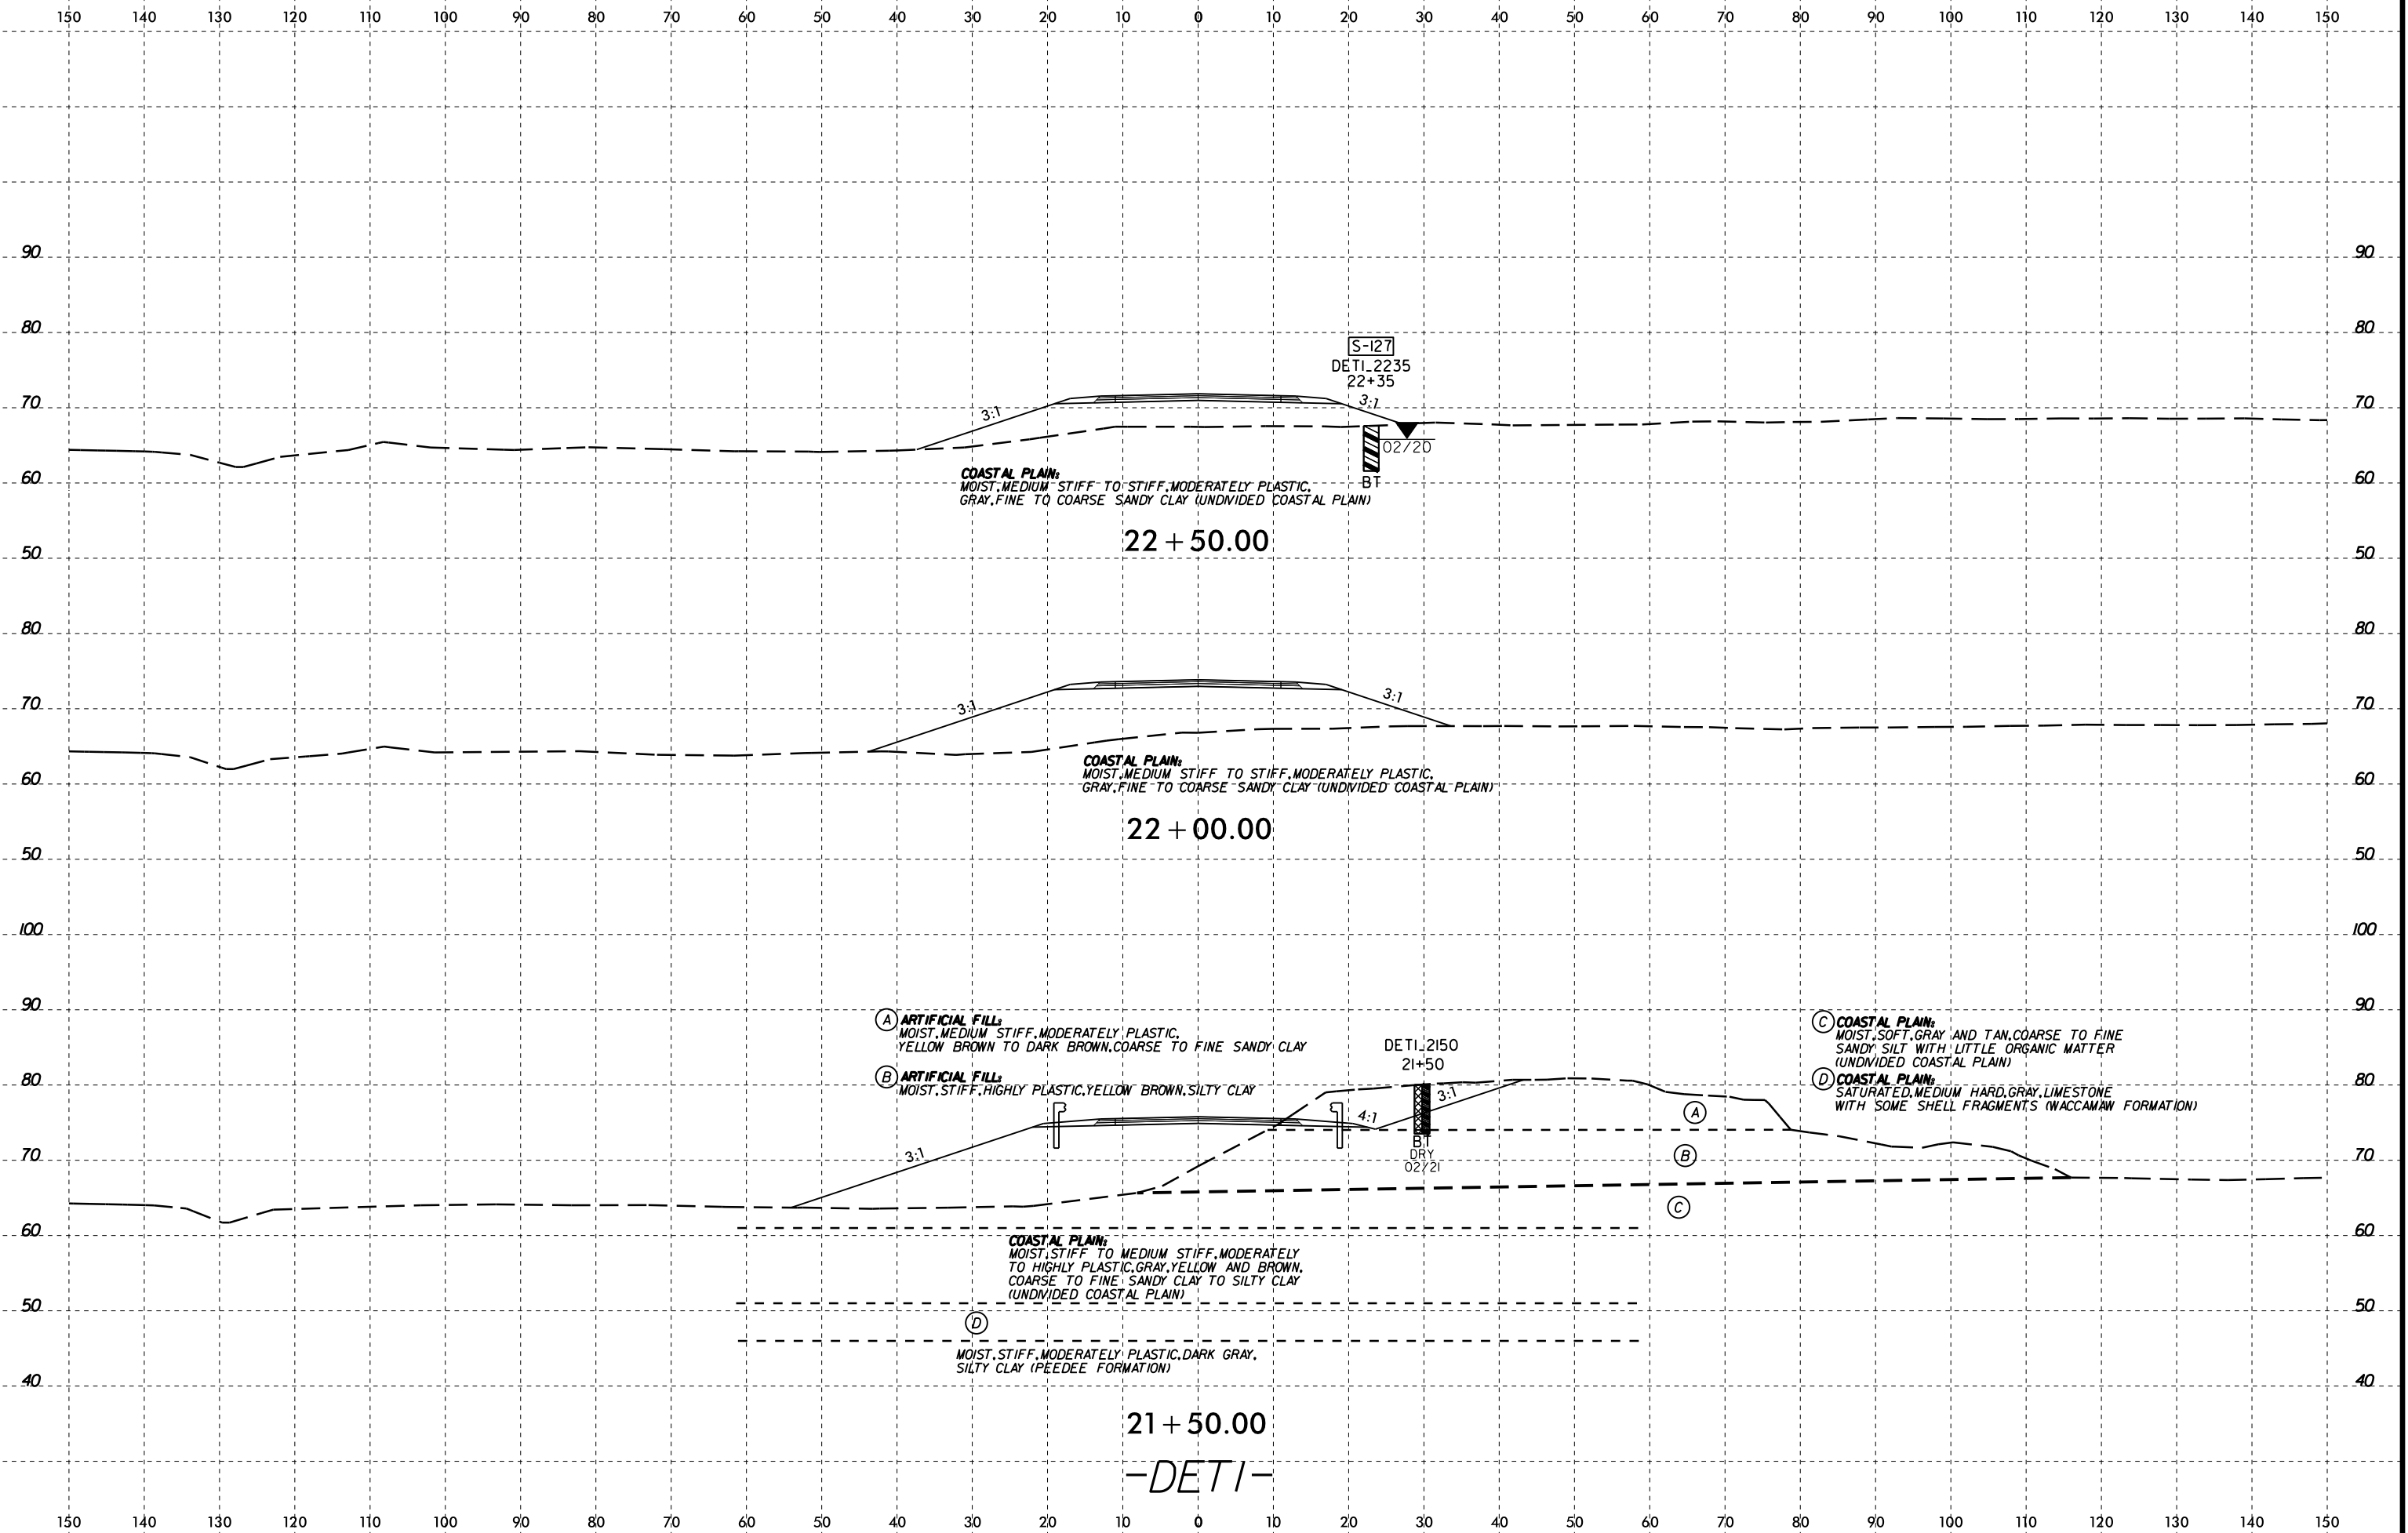 150 140 130 120 110 100 90 80 70 60 50 40 30 20 10 0 10 20 30 40 50 60 70 80 90 100 110 120 130 140 150
90 90
80 80
S-127
DET1_2235
22+35
70 3:1 3:1 70
02/20
60 BT 60
COASTAL PLAIN:
MOIST, MEDIUM STIFF TO STIFF, MODERATELY PLASTIC,
GRAY, FINE TO COARSE SANDY CLAY (UNDIVIDED COASTAL PLAIN)
22+50.00
50 50
80 80
70 3:1 3:1 70
60 60
COASTAL PLAIN:
MOIST, MEDIUM STIFF TO STIFF, MODERATELY PLASTIC,
GRAY, FINE TO COARSE SANDY CLAY (UNDIVIDED COASTAL PLAIN)
22+00.00
50 50
100 100
90 90
A ARTIFICIAL FILL:
MOIST, MEDIUM STIFF, MODERATELY PLASTIC,
YELLOW BROWN TO DARK BROWN, COARSE TO FINE SANDY CLAY
B ARTIFICIAL FILL:
MOIST, STIFF, HIGHLY PLASTIC, YELLOW BROWN, SILTY CLAY
DET1_2150
21+50
C COASTAL PLAIN:
MOIST, SOFT, GRAY AND TAN, COARSE TO FINE
SANDY SILT WITH LITTLE ORGANIC MATTER
(UNDIVIDED COASTAL PLAIN)
D COASTAL PLAIN:
SATURATED, MEDIUM HARD, GRAY, LIMESTONE
WITH SOME SHELL FRAGMENTS (WACCAMAW FORMATION)
80 80
3:1
4:1
A
BT
DRY
02/21
3:1
B
70 70
C
60 60
COASTAL PLAIN:
MOIST, STIFF TO MEDIUM STIFF, MODERATELY
TO HIGHLY PLASTIC, GRAY, YELLOW AND BROWN,
COARSE TO FINE SANDY CLAY TO SILTY CLAY
(UNDIVIDED COASTAL PLAIN)
50 50
D
MOIST, STIFF, MODERATELY PLASTIC, DARK GRAY,
SILTY CLAY (PEEDEE FORMATION)
40 40
21+50.00
-DET1-
150 140 130 120 110 100 90 80 70 60 50 40 30 20 10 0 10 20 30 40 50 60 70 80 90 100 110 120 130 140 150